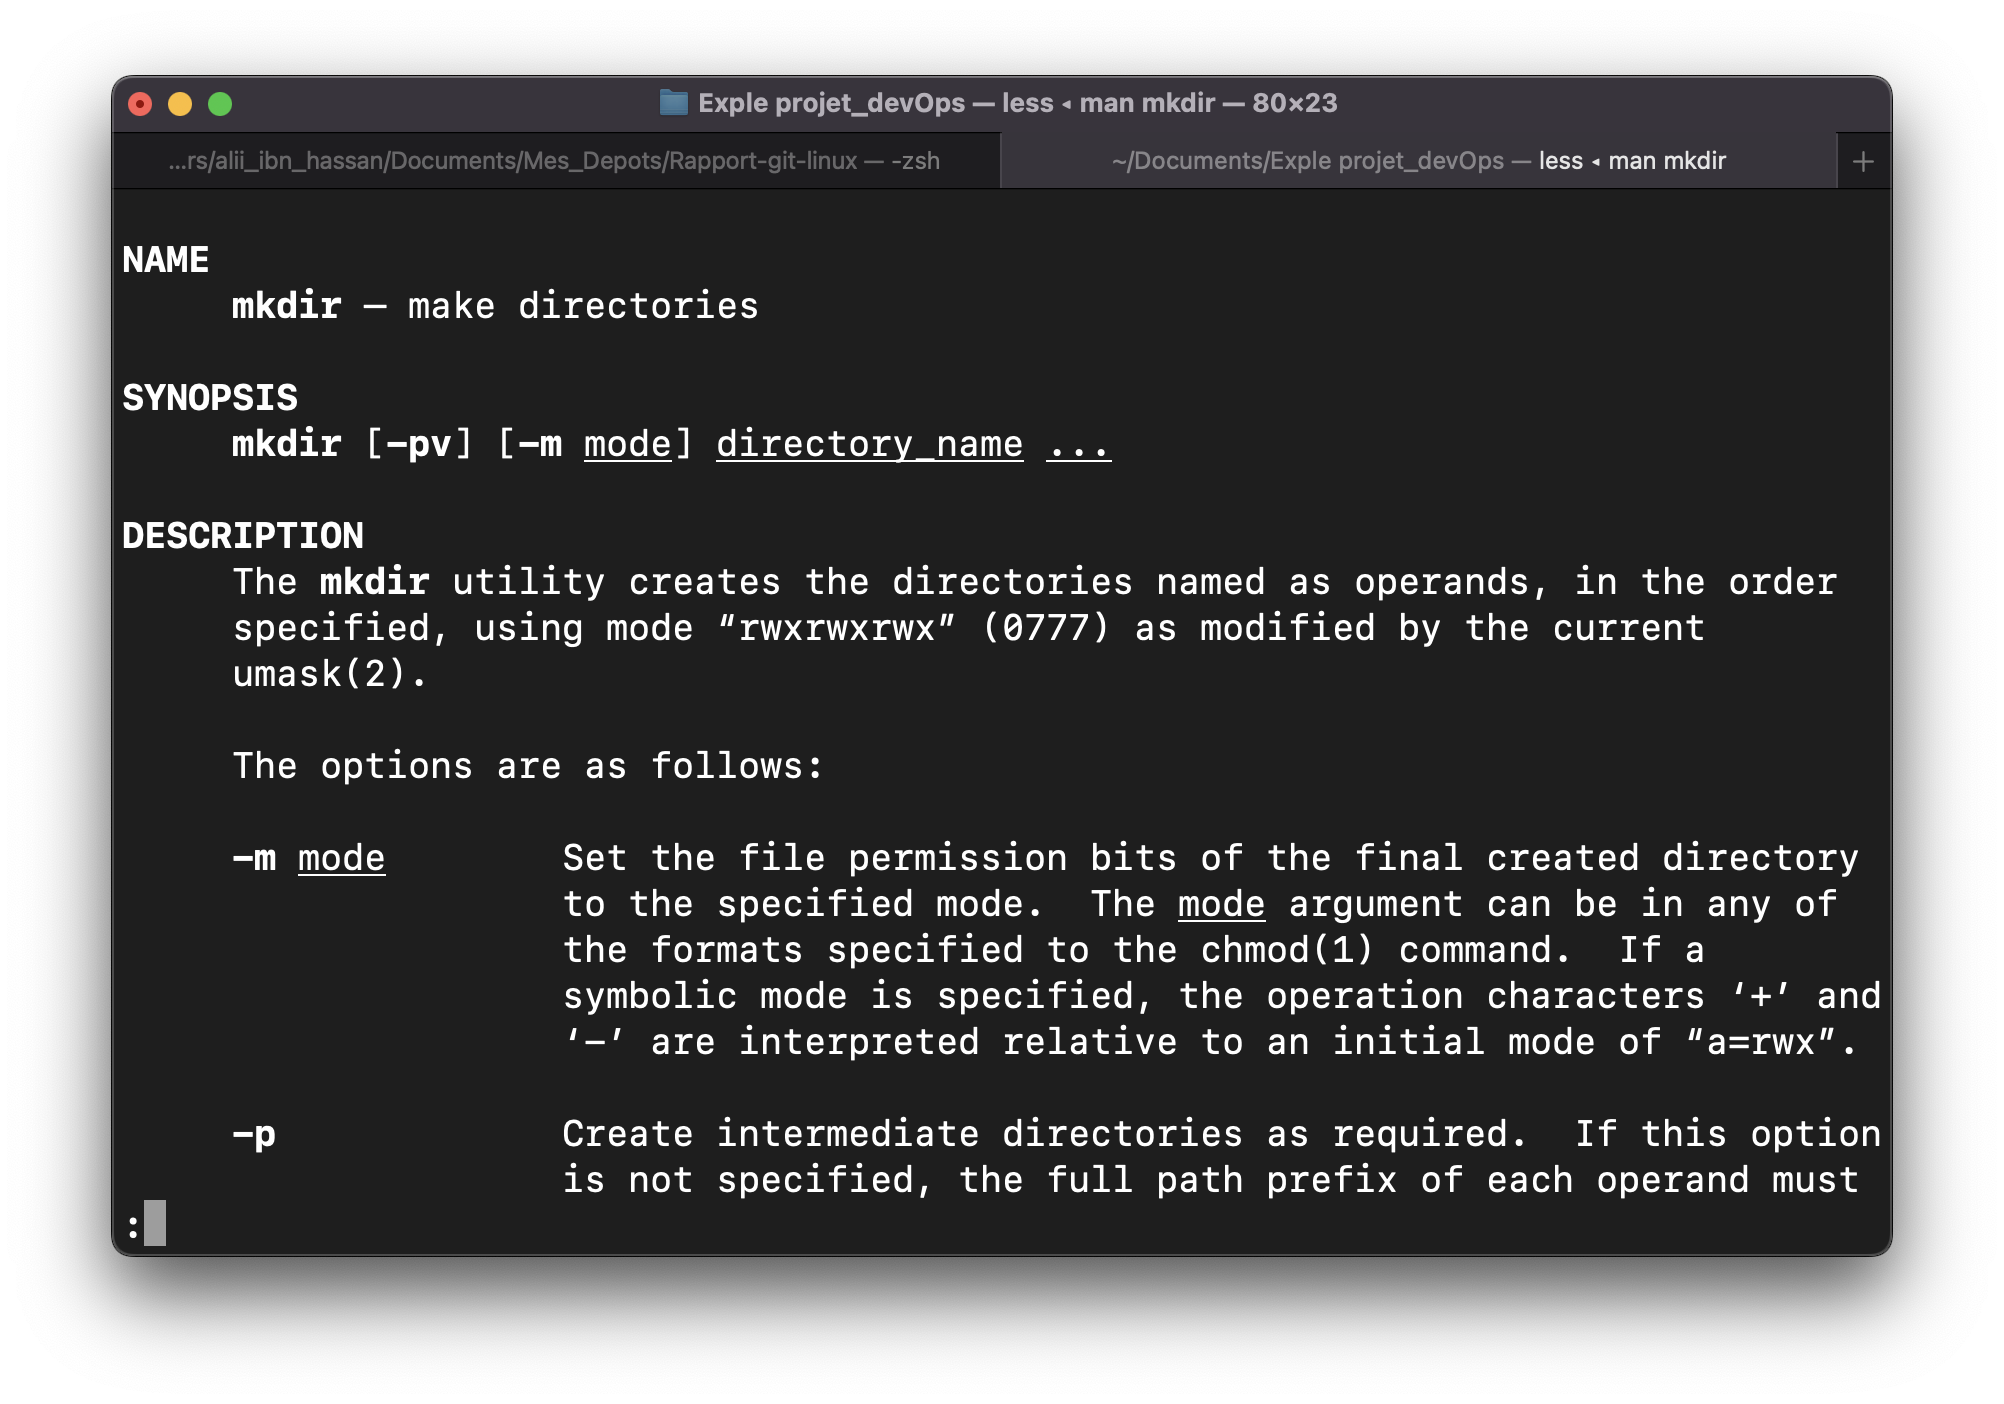 Exple projet_devOps — less ◂ man mkdir — 80×23
...rs/alii_ibn_hassan/Documents/Mes_Depots/Rapport-git-linux — -zsh
~/Documents/Exple projet_devOps — less ◂ man mkdir
+
NAME
mkdir – make directories
SYNOPSIS
mkdir [-pv] [-m mode] directory_name ...
DESCRIPTION
The mkdir utility creates the directories named as operands, in the order
specified, using mode “rwxrwxrwx” (0777) as modified by the current
umask(2).
The options are as follows:
-m mode Set the file permission bits of the final created directory
to the specified mode.  The mode argument can be in any of
the formats specified to the chmod(1) command.  If a
symbolic mode is specified, the operation characters ‘+’ and
‘-’ are interpreted relative to an initial mode of “a=rwx”.
-p Create intermediate directories as required.  If this option
is not specified, the full path prefix of each operand must
: